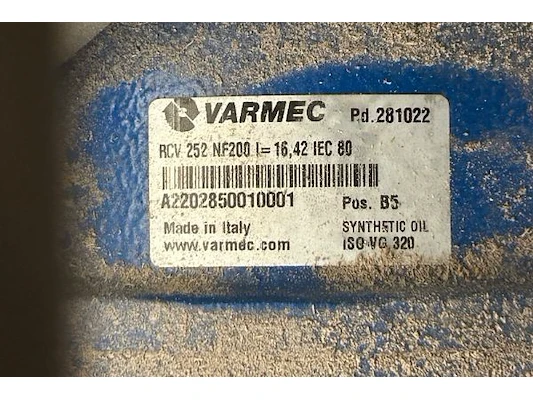 VARMEC Pd.281022
RCV 252 NF200 I= 16,42 IEC 80
A2202850010001 Pos. B5
Made in Italy SYNTHETIC OIL
www.varmec.com ISO VG 320